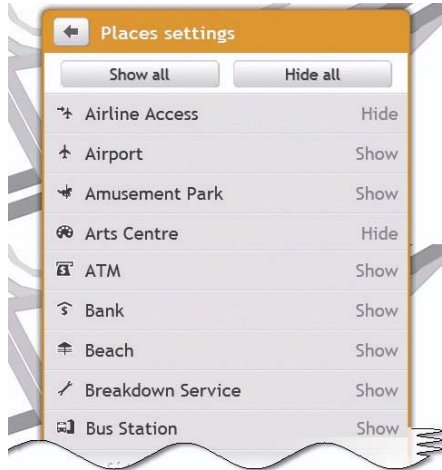 Places settings
Show all Hide all
Airline Access Hide
Airport Show
Amusement Park Show
Arts Centre Hide
ATM Show
Bank Show
Beach Show
Breakdown Service Show
Bus Station Show